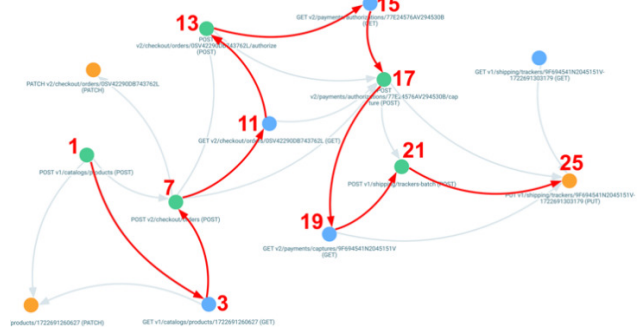 15
GET v2/payments/authorizations/77E24576AV294530B
(GET)
13
POST
v2/checkout/orders/0SV42290DB743762L/authorize
(POST)
PATCH v2/checkout/orders/0SV42290DB743762L
(PATCH)
GET v1/shipping/trackers/9F694541N2045151V-
1722691303179 (GET)
17
POST
v2/payments/authorizations/77E24576AV294530B/cap
ture (POST)
11
GET v2/checkout/orders/0SV42290DB743762L (GET)
1
POST v1/catalogs/products (POST)
21
POST v1/shipping/trackers-batch (POST)
25
PUT v1/shipping/trackers/9F694541N2045151V-
1722691303179 (PUT)
7
POST v2/checkout/orders (POST)
19
GET v2/payments/captures/9F694541N2045151V
(GET)
3
products/1722691260627 (PATCH)
GET v1/catalogs/products/1722691260627 (GET)